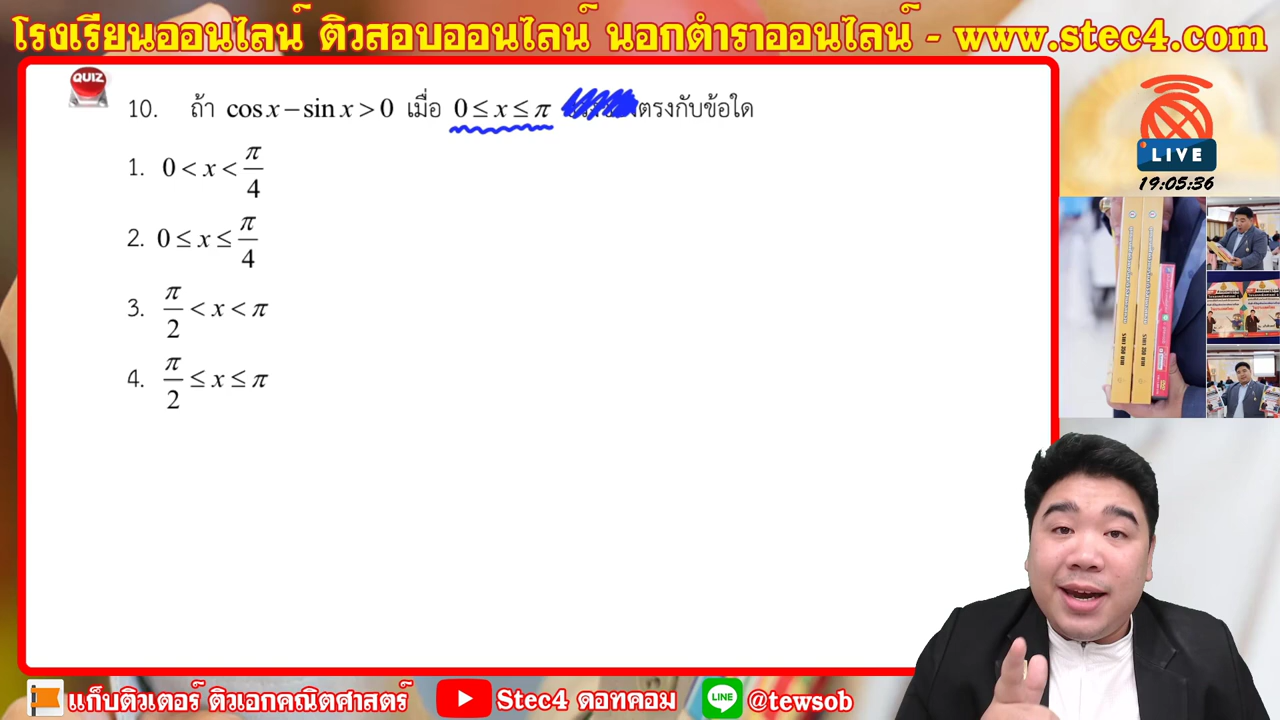 โรงเรียนออนไลน์ ติวสอบออนไลน์ นอกตำราออนไลน์ - www.stec4.com
QUIZ
10. ถ้า cos x – sin x > 0 เมื่อ 0 ≤ x ≤ π ตรงกับข้อใด
1. 0 < x < π/4
2. 0 ≤ x ≤ π/4
3. π/2 < x < π
4. π/2 ≤ x ≤ π
LIVE
19:05:36
แก็บติวเตอร์ ติวเอกคณิตศาสตร์
Stec4 ดอทคอม
LINE
@tewsob